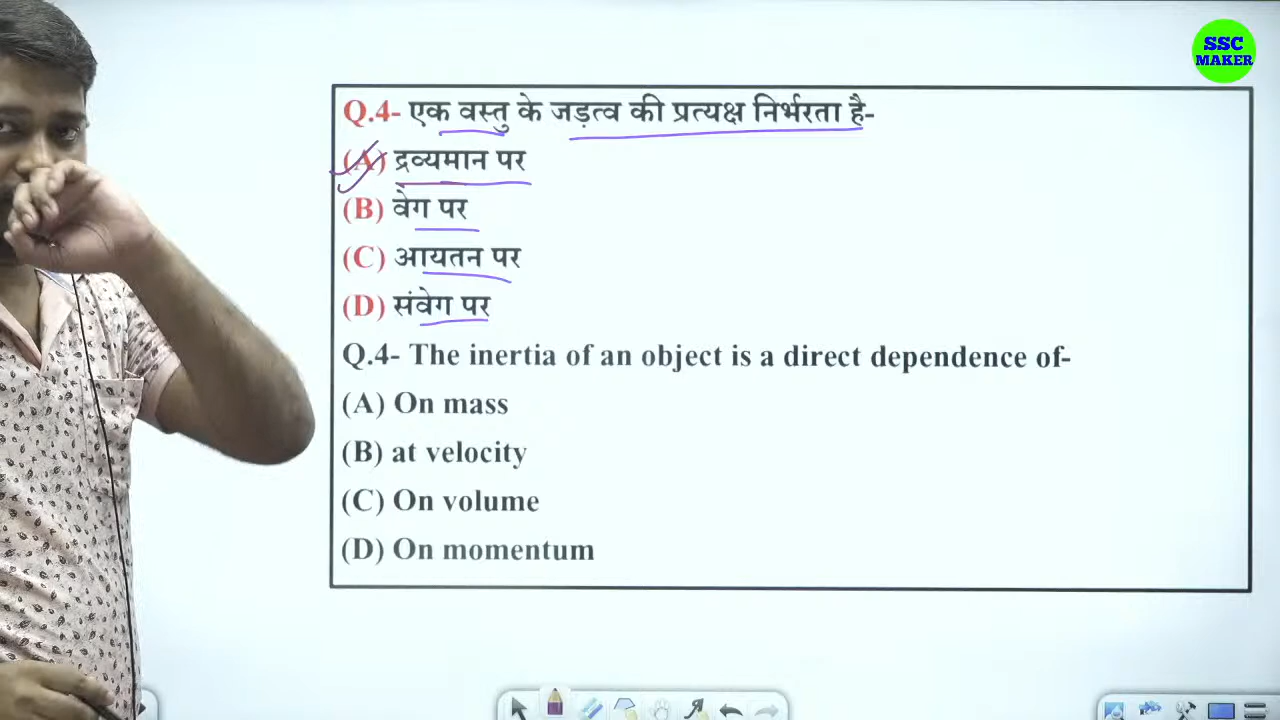 SSC
MAKER
Q.4- एक वस्तु के जड़त्व की प्रत्यक्ष निर्भरता है-
(A) द्रव्यमान पर
(B) वेग पर
(C) आयतन पर
(D) संवेग पर
Q.4- The inertia of an object is a direct dependence of-
(A) On mass
(B) at velocity
(C) On volume
(D) On momentum